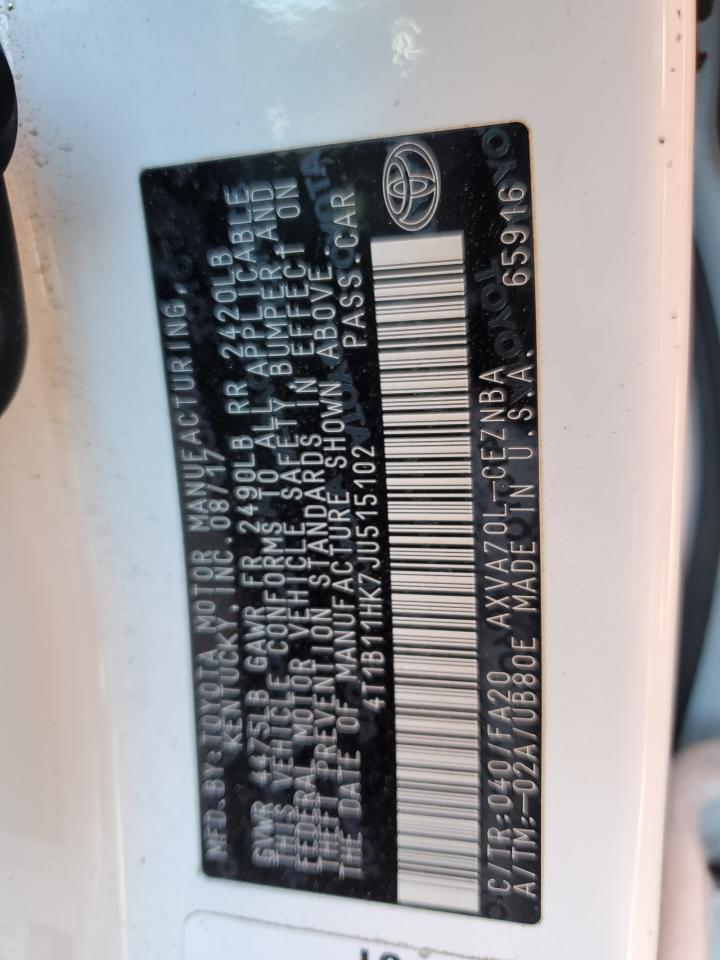 MFD.BY:TOYOTA MOTOR MANUFACTURING,
KENTUCKY, INC.08/17
GVWR 4475LB GAWR FR 2490LB RR 2420LB
THIS VEHICLE CONFORMS TO ALL APPLICABLE
FEDERAL MOTOR VEHICLE SAFETY, BUMPER, AND
THEFT PREVENTION STANDARDS IN EFFECT ON
THE DATE OF MANUFACTURE SHOWN ABOVE.
4T1B11HK7JU515102 PASS.CAR
C/TR:040/FA20 AXVA70L-CEZNBA 65916
A/TM:-02A/UB80E MADE IN U.S.A.